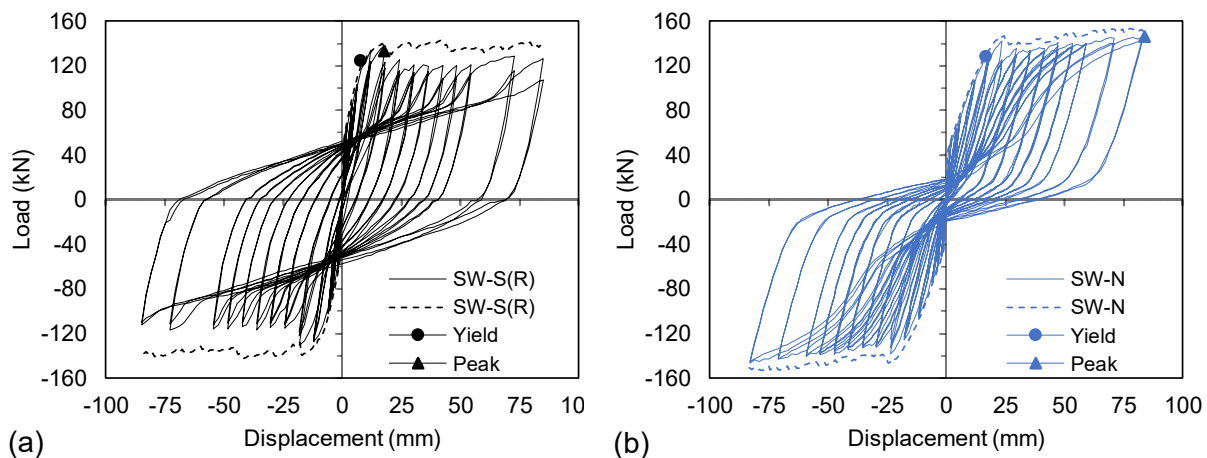 160
120
80
40
0
-40
-80
-120
-160
Load (kN)
-100 -75 -50 -25 0 25 50 75 10
Displacement (mm)
SW-S(R)
SW-S(R)
Yield
Peak
(a)
160
120
80
40
0
-40
-80
-120
-160
Load (kN)
-100 -75 -50 -25 0 25 50 75 100
Displacement (mm)
SW-N
SW-N
Yield
Peak
(b)